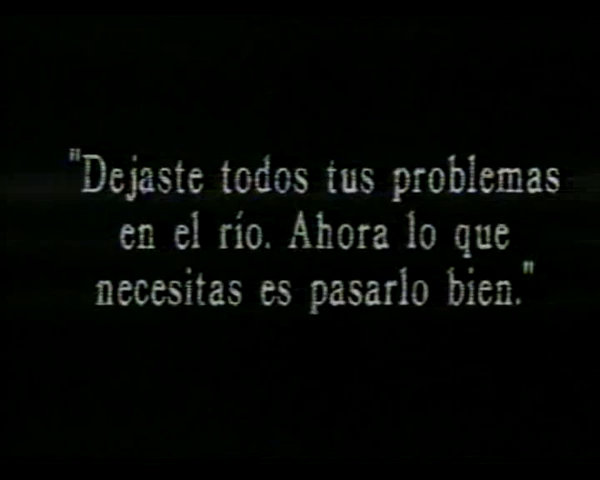 "Dejaste todos tus problemas
en el río. Ahora lo que
necesitas es pasarlo bien."